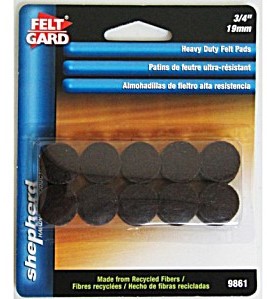 FELT
GARD
3/4"
19mm
Heavy Duty Felt Pads
Patins de feutre ultra-résistant
Almohadillas de fieltro alta resistencia
shepherd
Made from Recycled Fibers /
Fibres recyclées / Hecho de fibras recicladas
9861